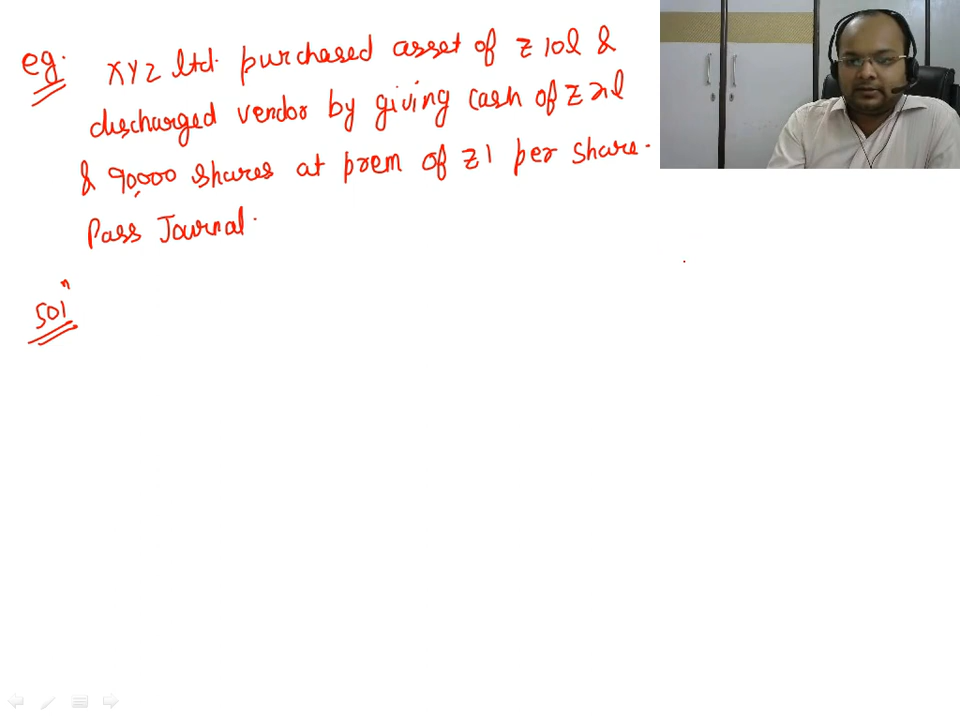 eg. XYZ ltd. purchased asset of ₹ 10l &
discharged vendor by giving cash of ₹ 2l
& 90,000 shares at prem of ₹1 per share.
Pass Journal.
Solⁿ